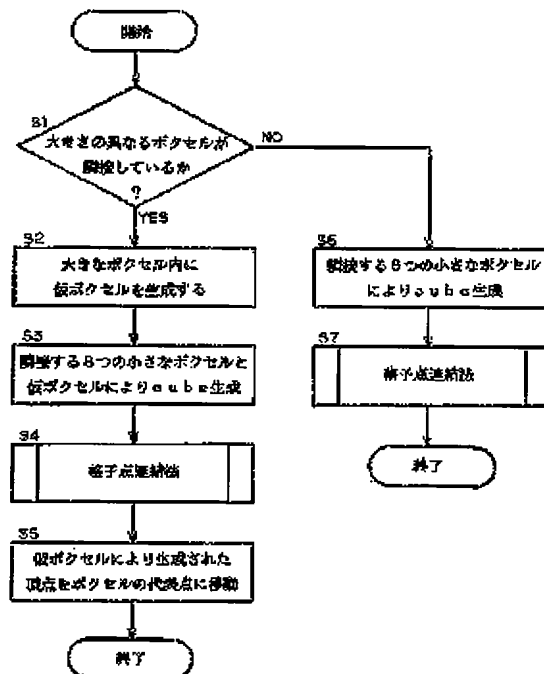 開始
S1
大きさの異なるボクセルが
隣接しているか
?
NO
YES
S2
大きなボクセル内に
仮ボクセルを生成する
S3
隣接する8つの小さなボクセルと
仮ボクセルによりcube生成
S4
格子点連結法
S5
仮ボクセルにより生成された
頂点をボクセルの代表点に移動
終了
S6
隣接する8つの小さなボクセル
によりcube生成
S7
格子点連結法
終了